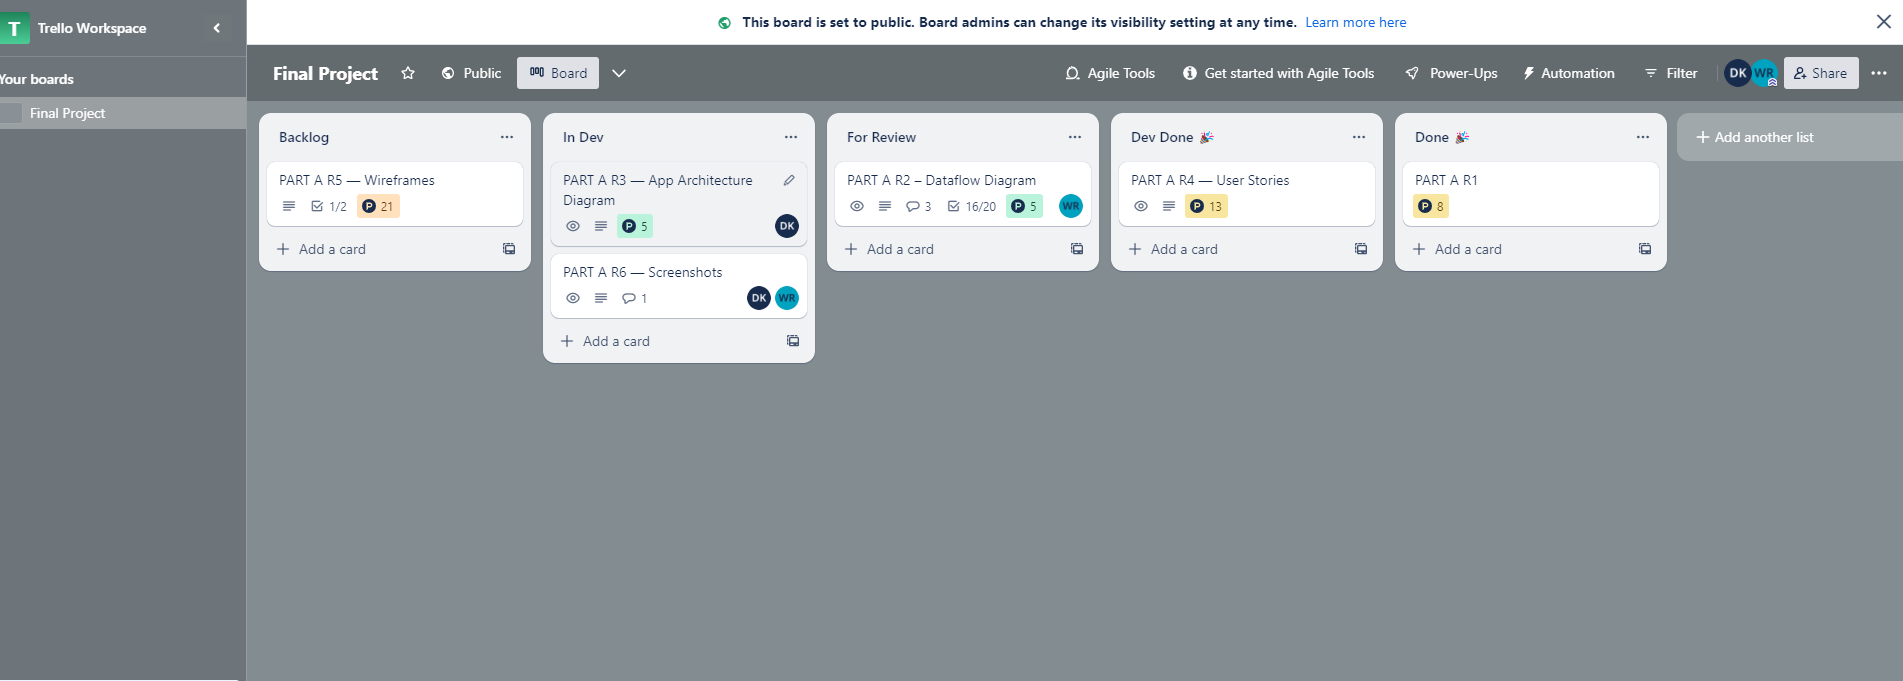 This board is set to public. Board admins can change its visibility setting at any time. Learn more here
T Trello Workspace
Your boards
Final Project
Final Project
Public
Board
Agile Tools
Get started with Agile Tools
Power-Ups
Automation
Filter
DK
WR
Share
Backlog
PART A R5 — Wireframes
1/2
P 21
+ Add a card
In Dev
PART A R3 — App Architecture
Diagram
P 5
DK
PART A R6 — Screenshots
1
DK WR
+ Add a card
For Review
PART A R2 – Dataflow Diagram
3 16/20 P 5 WR
+ Add a card
Dev Done 🎉
PART A R4 — User Stories
P 13
+ Add a card
Done 🎉
PART A R1
P 8
+ Add a card
+ Add another list